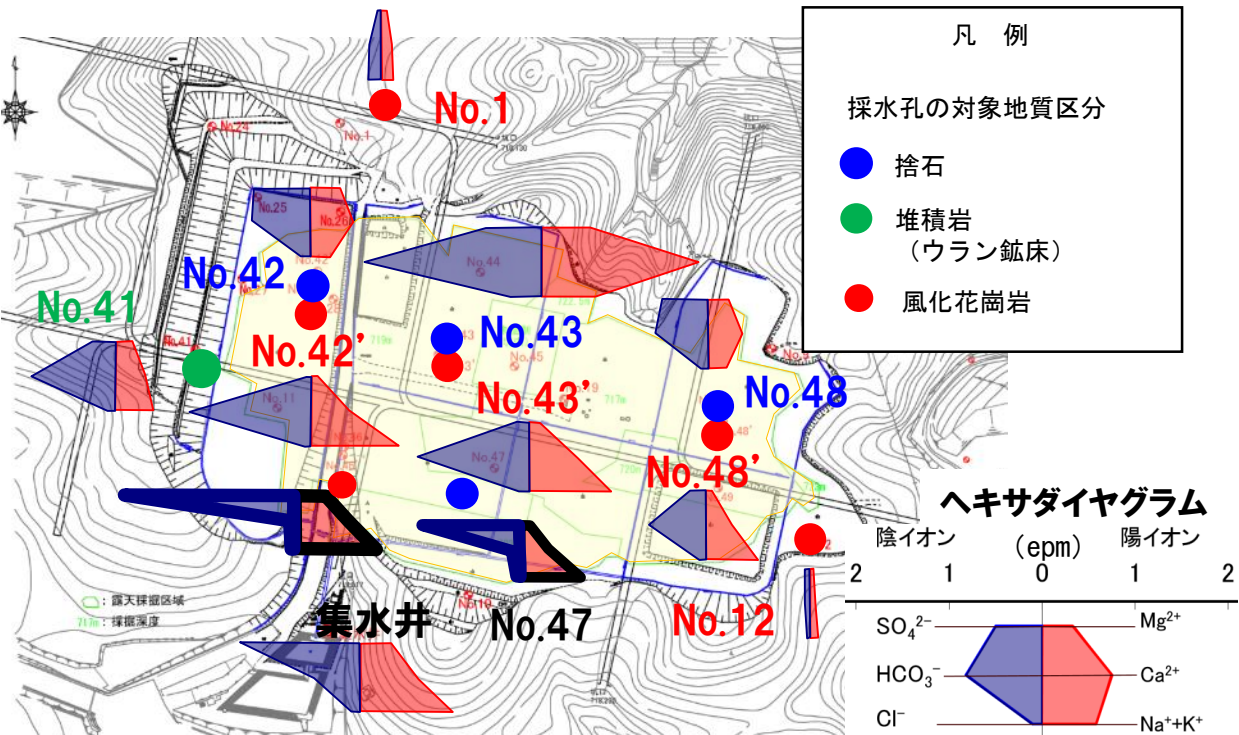 凡 例
採水孔の対象地質区分
捨石
堆積岩
（ウラン鉱床）
風化花崗岩
No.1
No.24
No.1
No.25
No.26
No.42
No.42
No.44
No.41
No.43
No.42'
No.45
No.43'
No.48
No.11
No.48'
No.47
ヘキサダイヤグラム
陰イオン
（epm）
陽イオン
2 1 0 1 2
SO₄²⁻
Mg²⁺
HCO₃⁻
Ca²⁺
Cl⁻
Na⁺+K⁺
No.12
集水井
No.47
：露天採掘区域
717m：採掘深度